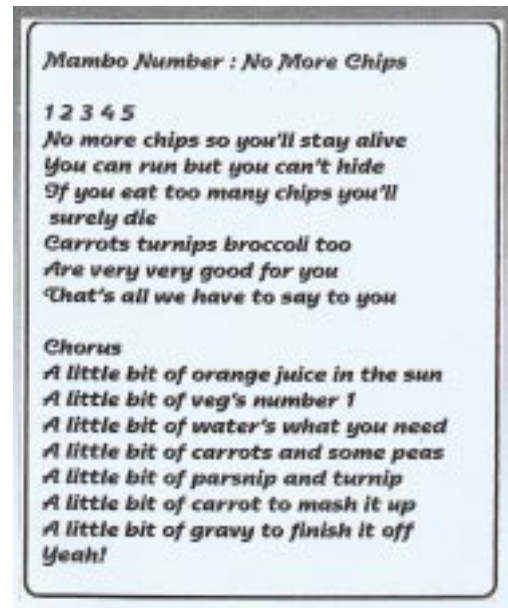 Mambo Number : No More Chips
1 2 3 4 5
No more chips so you'll stay alive
You can run but you can't hide
If you eat too many chips you'll
surely die
Carrots turnips broccoli too
Are very very good for you
That's all we have to say to you
Chorus
A little bit of orange juice in the sun
A little bit of veg's number 1
A little bit of water's what you need
A little bit of carrots and some peas
A little bit of parsnip and turnip
A little bit of carrot to mash it up
A little bit of gravy to finish it off
Yeah!